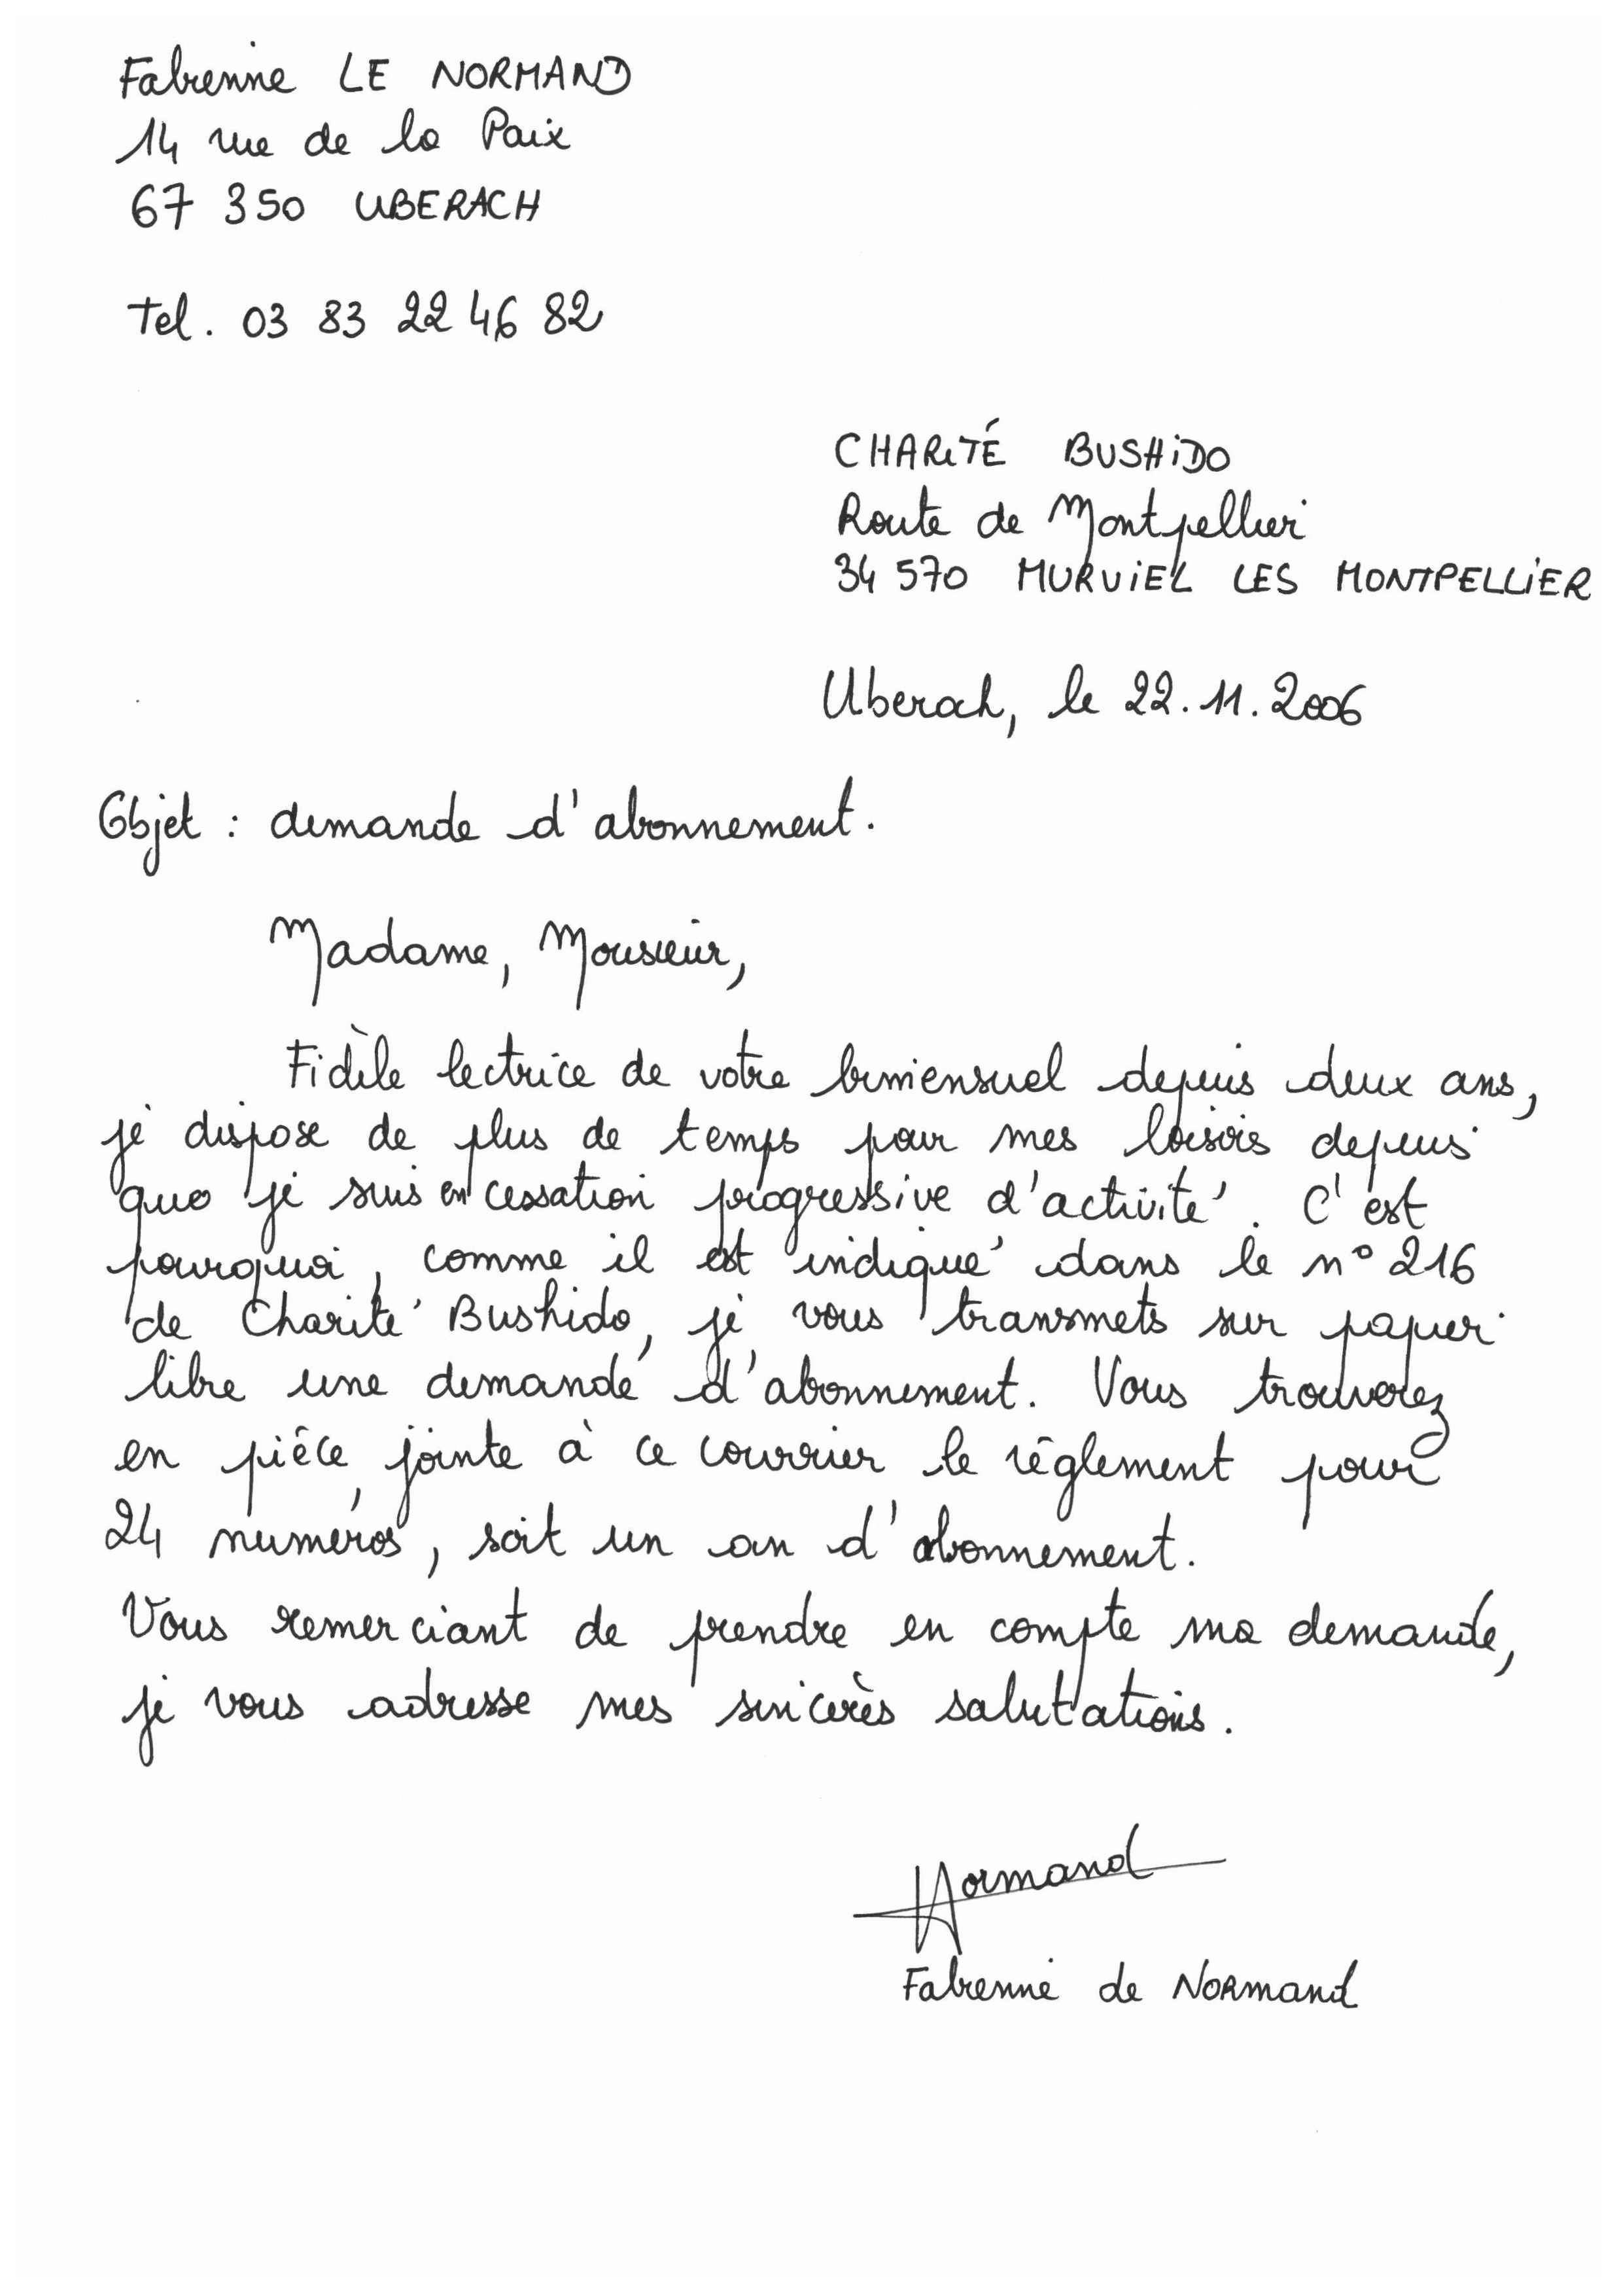 Fabienne LE NORMAND
14 rue de la Paix
67 350 UBERACH
Tel. 03 83 22 46 82
CHARITÉ BUSHIDO
Route de Montpellier
34 570 MURVIEL LES MONTPELLIER
Uberach, le 22.11.2006
Objet : demande d'abonnement.
Madame, Monsieur,
Fidèle lectrice de votre bimensuel depuis deux ans,
je dispose de plus de temps pour mes loisirs depuis
que je suis en cessation progressive d'activité. C'est
pourquoi, comme il est indiqué dans le n° 216
de Charité Bushido, je vous transmets sur papier
libre une demande d'abonnement. Vous trouverez
en pièce jointe à ce courrier le règlement pour
24 numéros, soit un an d'abonnement.
Vous remerciant de prendre en compte ma demande,
je vous adresse mes sincères salutations.
Normand
Fabienne de Normand